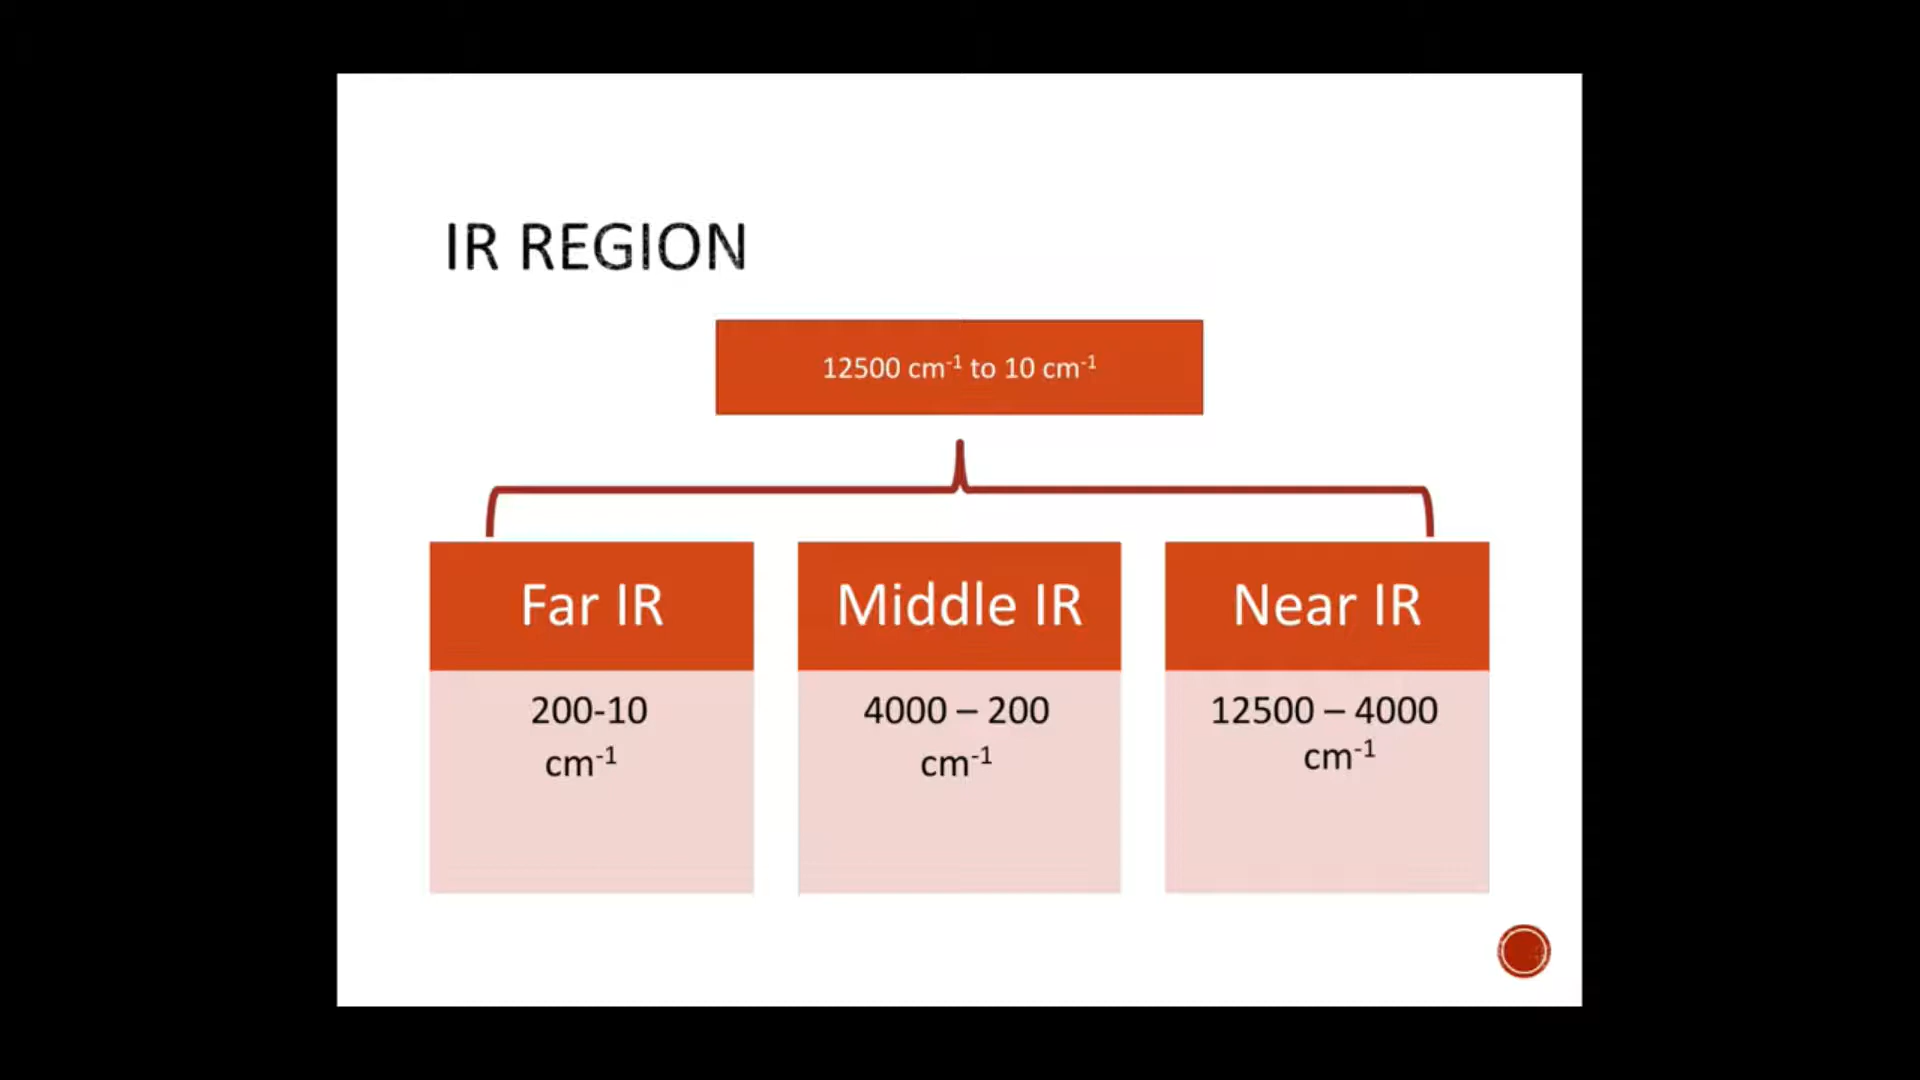 IR REGION
12500 cm⁻¹ to 10 cm⁻¹
Far IR
200-10
cm⁻¹
Middle IR
4000 – 200
cm⁻¹
Near IR
12500 – 4000
cm⁻¹